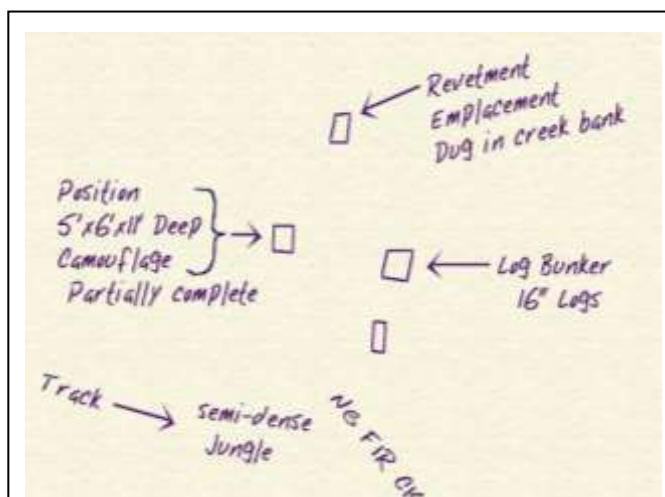 Revetment
Emplacement
Dug in creek bank
Position
5'x6'x11' Deep
Camouflage
Partially complete
Log Bunker
16" Logs
Track
semi-dense
Jungle